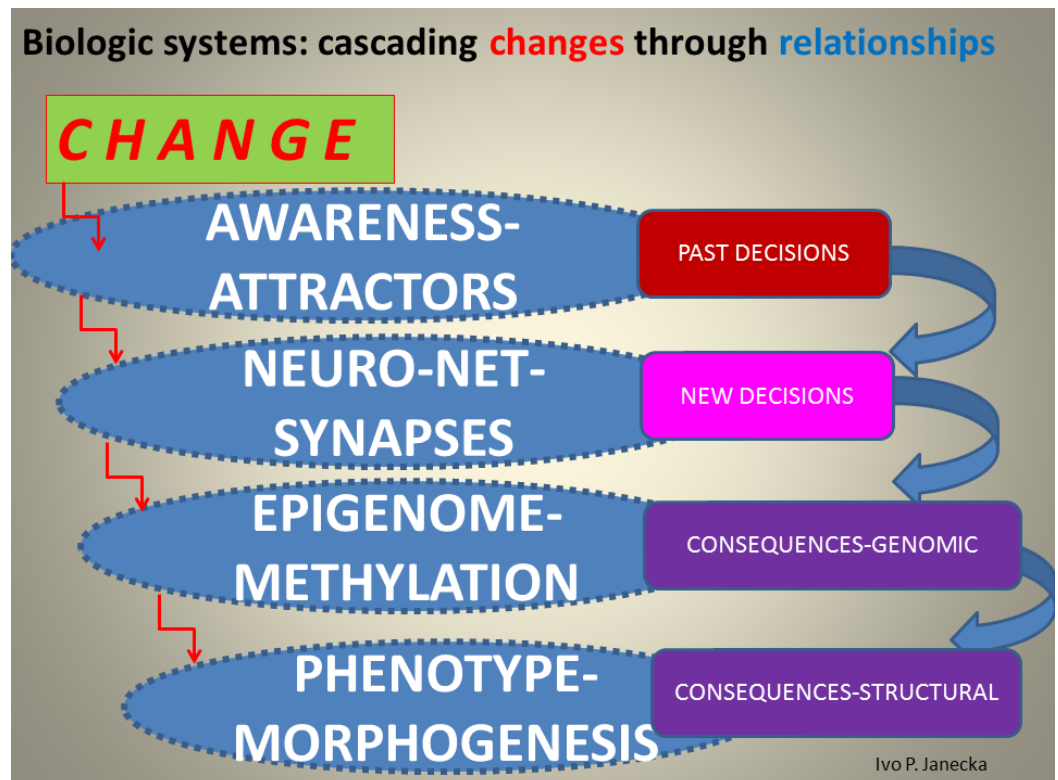 Biologic systems: cascading changes through relationships
C H A N G E
AWARENESS-
ATTRACTORS
PAST DECISIONS
NEURO-NET-
SYNAPSES
NEW DECISIONS
EPIGENOME-
METHYLATION
CONSEQUENCES-GENOMIC
PHENOTYPE-
MORPHOGENESIS
CONSEQUENCES-STRUCTURAL
Ivo P. Janecka